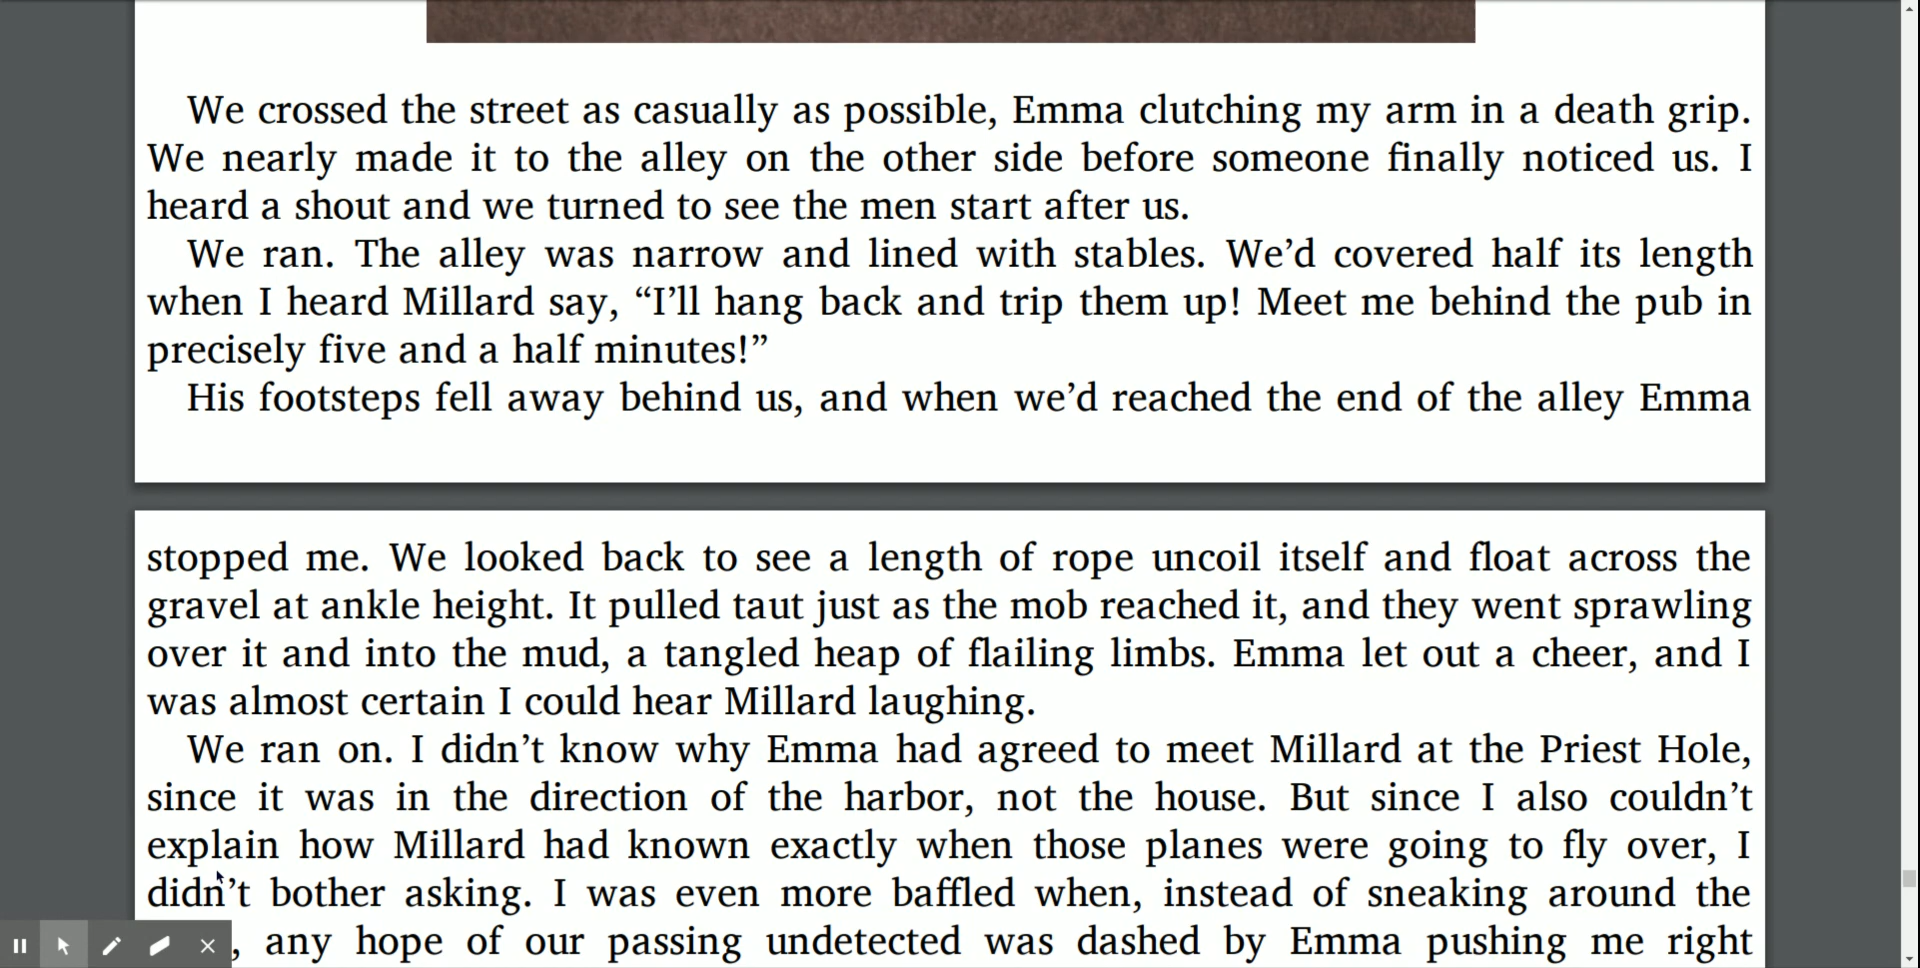 We crossed the street as casually as possible, Emma clutching my arm in a death grip.
We nearly made it to the alley on the other side before someone finally noticed us. I
heard a shout and we turned to see the men start after us.
We ran. The alley was narrow and lined with stables. We’d covered half its length
when I heard Millard say, “I’ll hang back and trip them up! Meet me behind the pub in
precisely five and a half minutes!”
His footsteps fell away behind us, and when we’d reached the end of the alley Emma
stopped me. We looked back to see a length of rope uncoil itself and float across the
gravel at ankle height. It pulled taut just as the mob reached it, and they went sprawling
over it and into the mud, a tangled heap of flailing limbs. Emma let out a cheer, and I
was almost certain I could hear Millard laughing.
We ran on. I didn’t know why Emma had agreed to meet Millard at the Priest Hole,
since it was in the direction of the harbor, not the house. But since I also couldn’t
explain how Millard had known exactly when those planes were going to fly over, I
didn’t bother asking. I was even more baffled when, instead of sneaking around the
, any hope of our passing undetected was dashed by Emma pushing me right